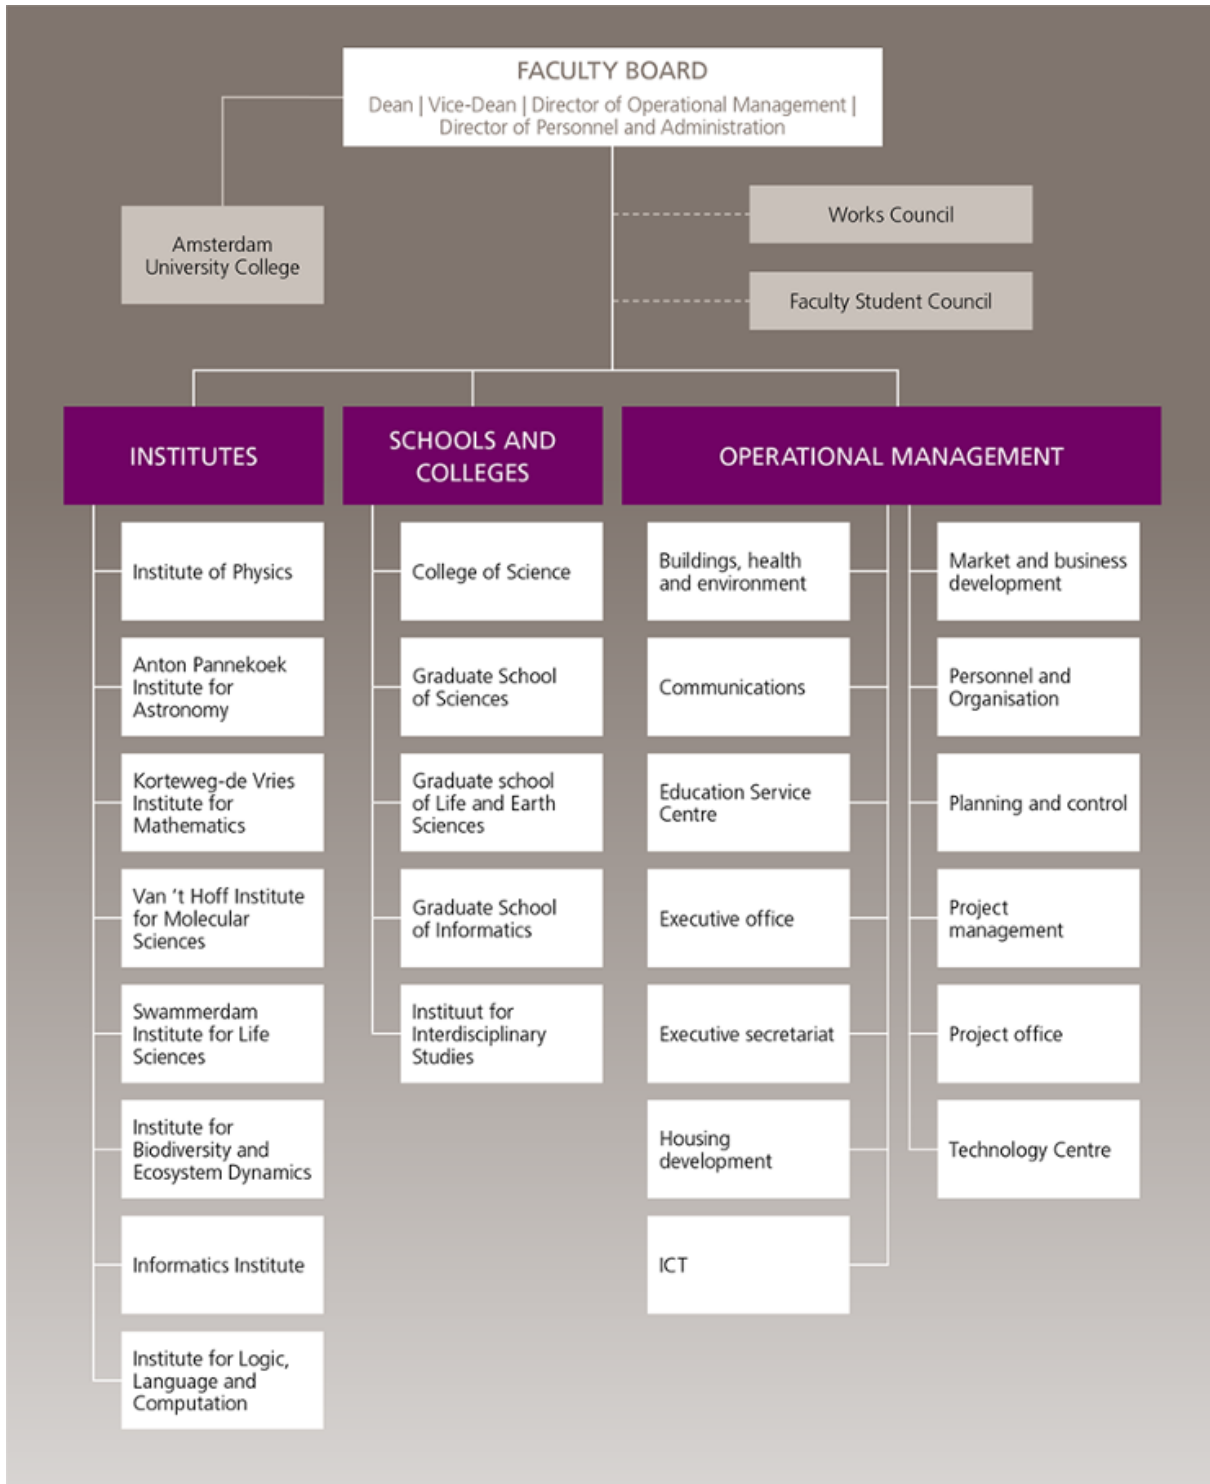 FACULTY BOARD
Dean | Vice-Dean | Director of Operational Management |
Director of Personnel and Administration
Amsterdam
University College
Works Council
Faculty Student Council
INSTITUTES
Institute of Physics
Anton Pannekoek
Institute for
Astronomy
Korteweg-de Vries
Institute for
Mathematics
Van ‘t Hoff Institute
for Molecular
Sciences
Swammerdam
Institute for Life
Sciences
Institute for
Biodiversity and
Ecosystem Dynamics
Informatics Institute
Institute for Logic,
Language and
Computation
SCHOOLS AND
COLLEGES
College of Science
Graduate School
of Sciences
Graduate school
of Life and Earth
Sciences
Graduate School
of Informatics
Instituut for
Interdisciplinary
Studies
OPERATIONAL MANAGEMENT
Buildings, health
and environment
Communications
Education Service
Centre
Executive office
Executive secretariat
Housing
development
ICT
Market and business
development
Personnel and
Organisation
Planning and control
Project
management
Project office
Technology Centre